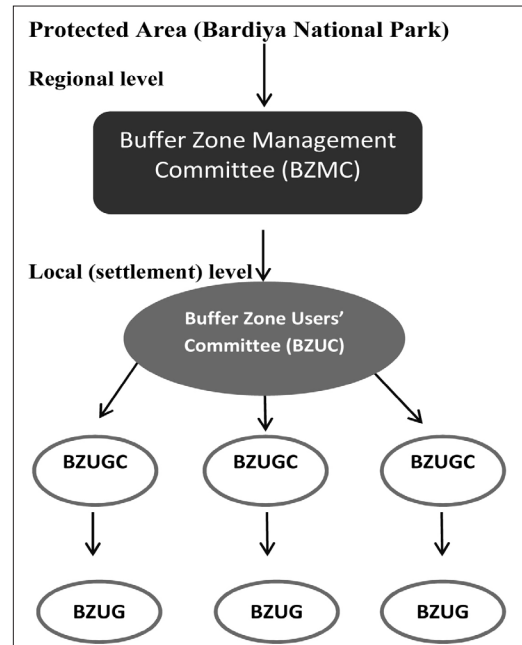 Protected Area (Bardiya National Park)
Regional level
Buffer Zone Management
Committee (BZMC)
Local (settlement) level
Buffer Zone Users’
Committee (BZUC)
BZUGC
BZUGC
BZUGC
BZUG
BZUG
BZUG